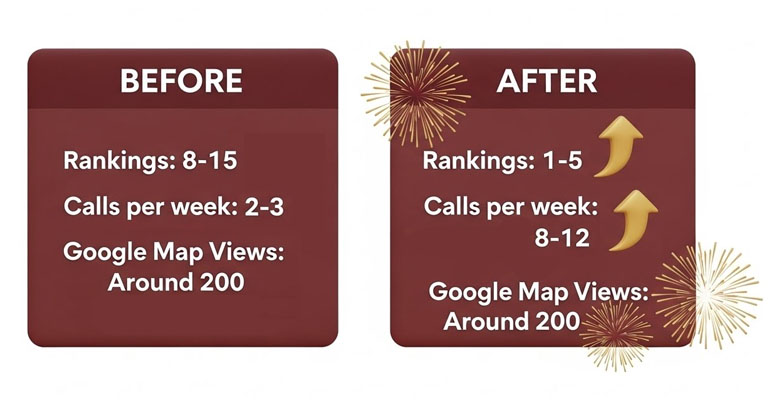 BEFORE
Rankings: 8-15
Calls per week: 2-3
Google Map Views:
Around 200
AFTER
Rankings: 1-5
Calls per week:
8-12
Google Map Views:
Around 200